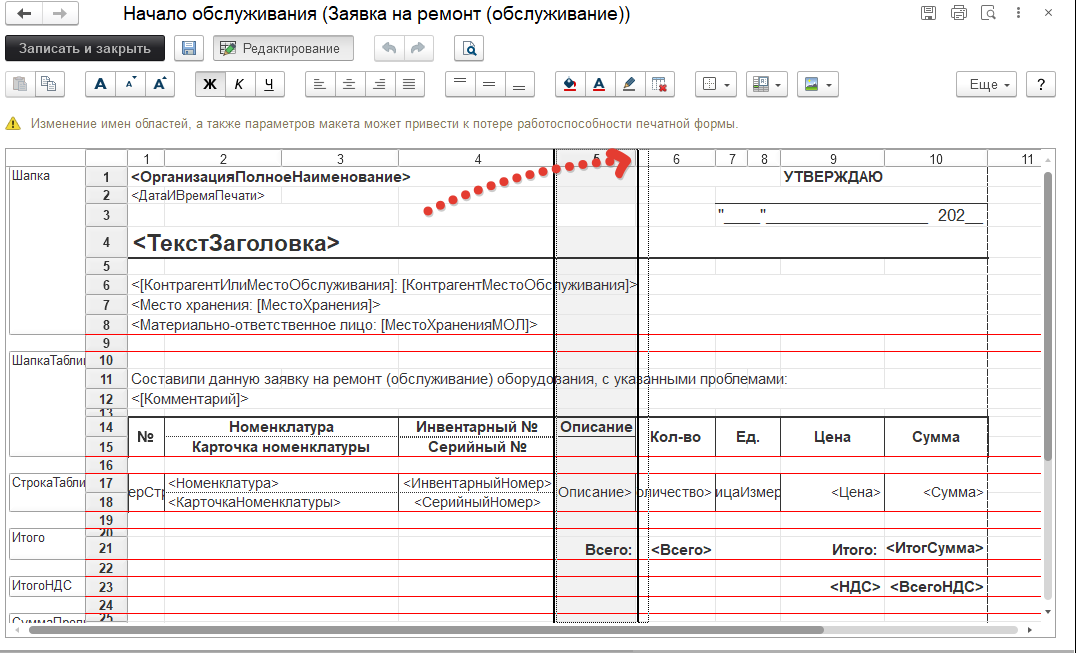 Начало обслуживания (Заявка на ремонт (обслуживание))
Записать и закрыть Редактирование
А А А Ж К Ч А Еще ?
Изменение имен областей, а также параметров макета может привести к потере работоспособности печатной формы.
1 2 3 4 5 6 7 8 9 10 11
Шапка 1 <ОрганизацияПолноеНаименование> УТВЕРЖДАЮ
2 <ДатаИВремяПечати>
3 "____"__________________ 202__
4 <ТекстЗаголовка>
5
6 <[КонтрагентИлиМестоОбслуживания]: [КонтрагентМестоОбслуживания]>
7 <Место хранения: [МестоХранения]>
8 <Материально-ответственное лицо: [МестоХраненияМОЛ]>
9
ШапкаТабли 10
11 Составили данную заявку на ремонт (обслуживание) оборудования, с указанными проблемами:
12 <[Комментарий]>
13
14 № Номенклатура Инвентарный № Описание Кол-во Ед. Цена Сумма
15 Карточка номенклатуры Серийный №
16
СтрокаТабли 17 ерСтр <Номенклатура> <ИнвентарныйНомер> Описание> оличество> ицаИзмер <Цена> <Сумма>
18 <КарточкаНоменклатуры> <СерийныйНомер>
19
Итого 20
21 Всего: <Всего> Итого: <ИтогСумма>
22
ИтогоНДС 23 <НДС> <ВсегоНДС>
24
СуммаПроп 25